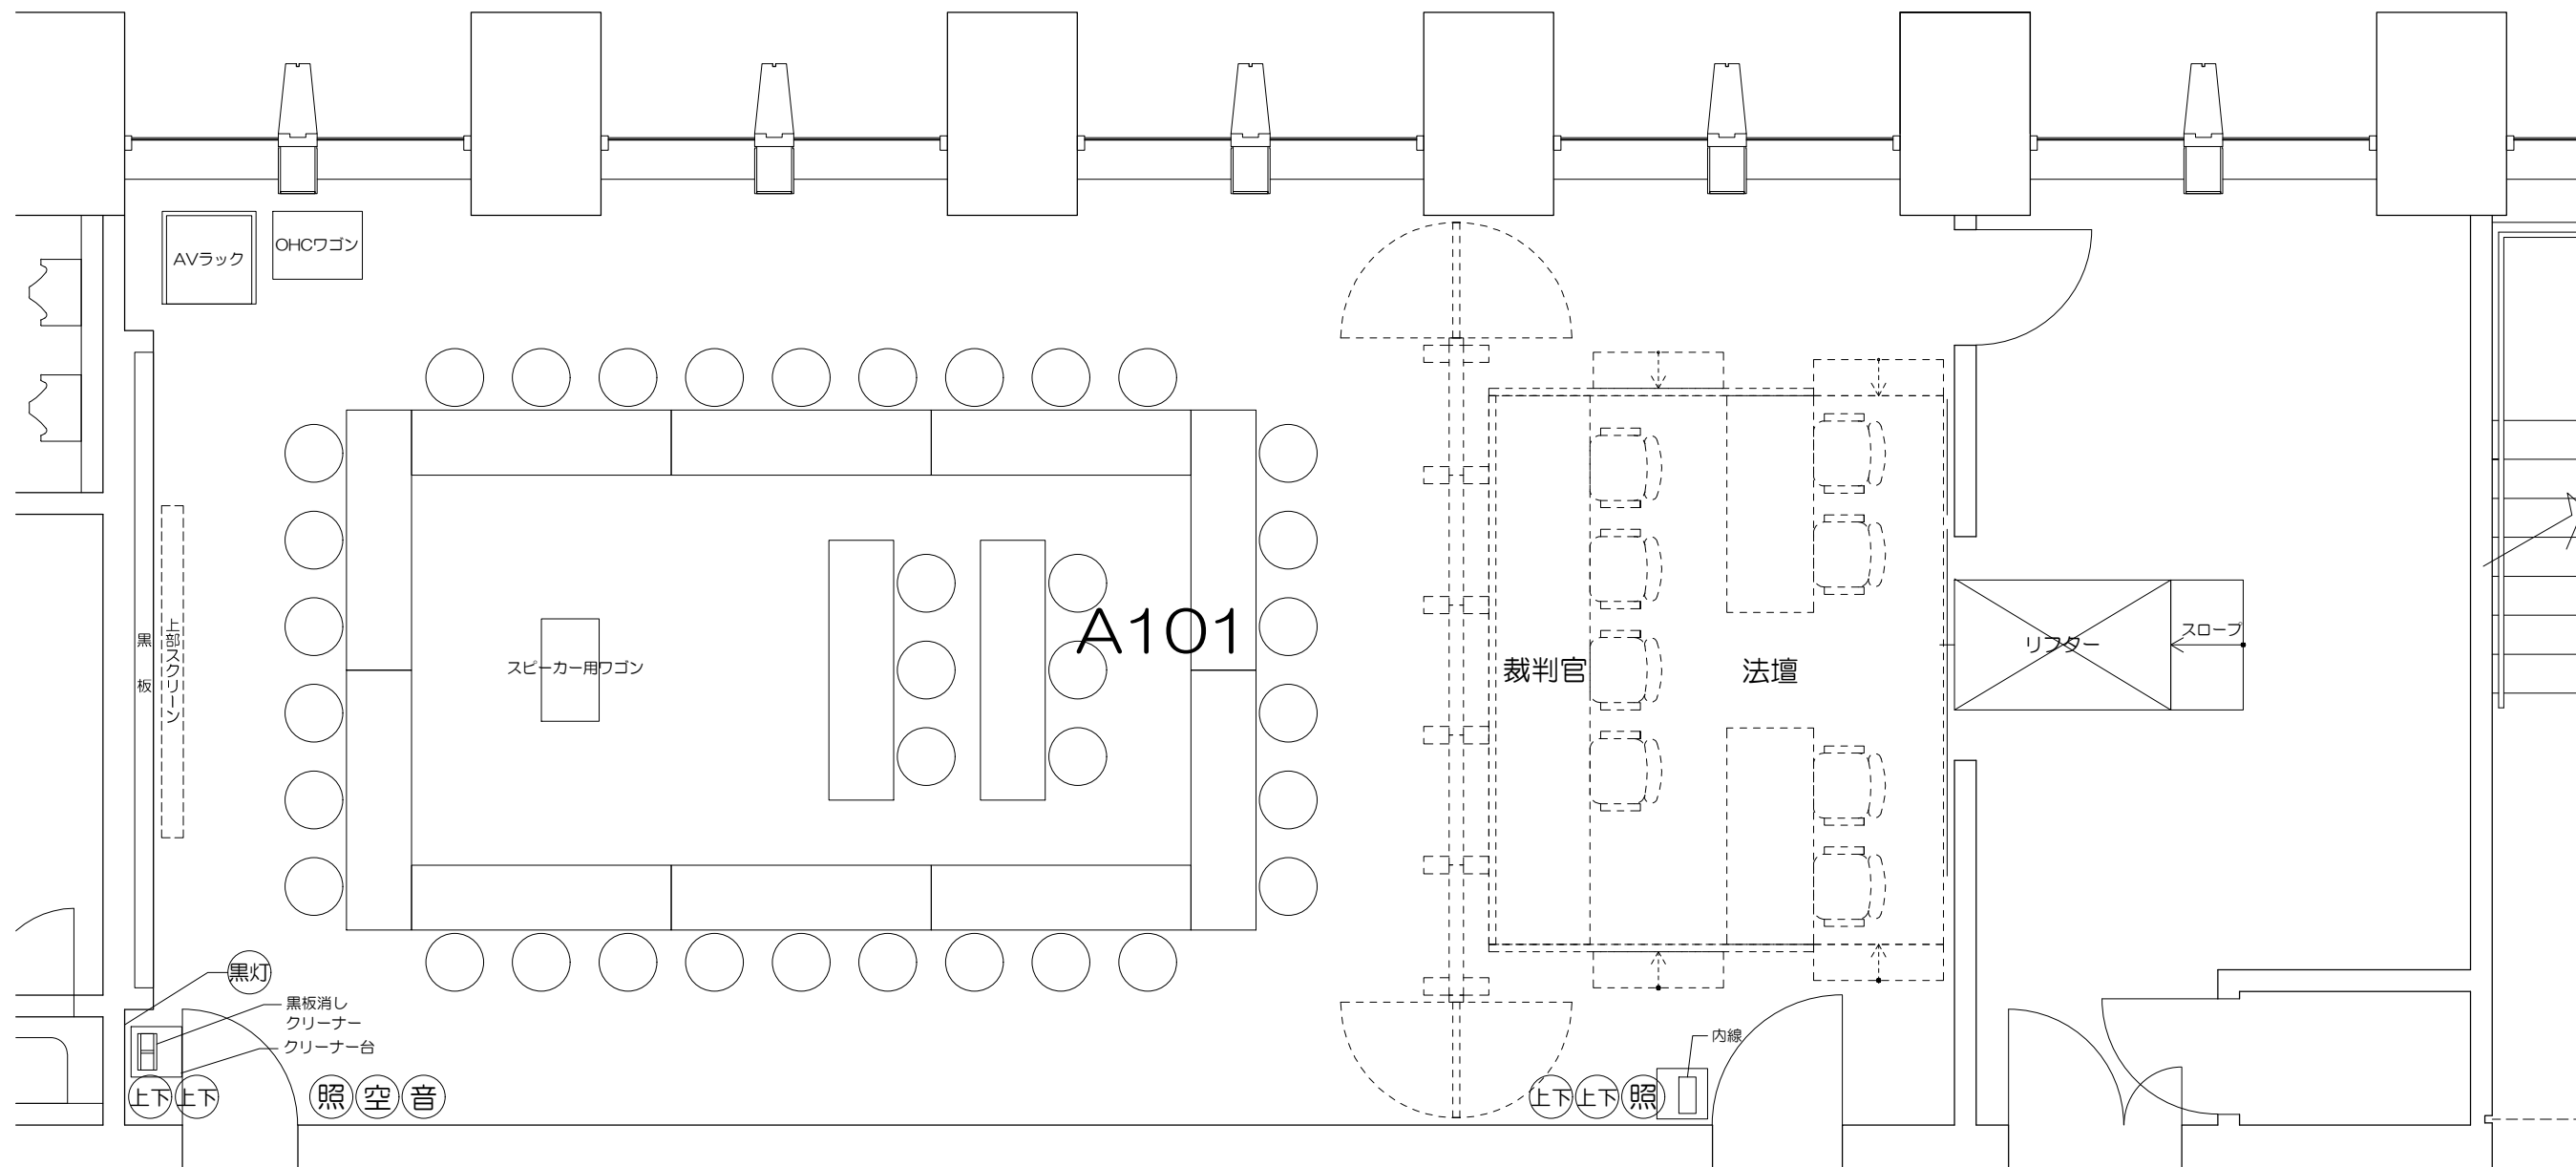 AVラック
OHCワゴン
黒板
上部スクリーン
スピーカー用ワゴン
A101
裁判官
法壇
リフター
スロープ
黒灯
黒板消し
クリーナー
クリーナー台
上下
上下
照
空
音
内線
上下
上下
照